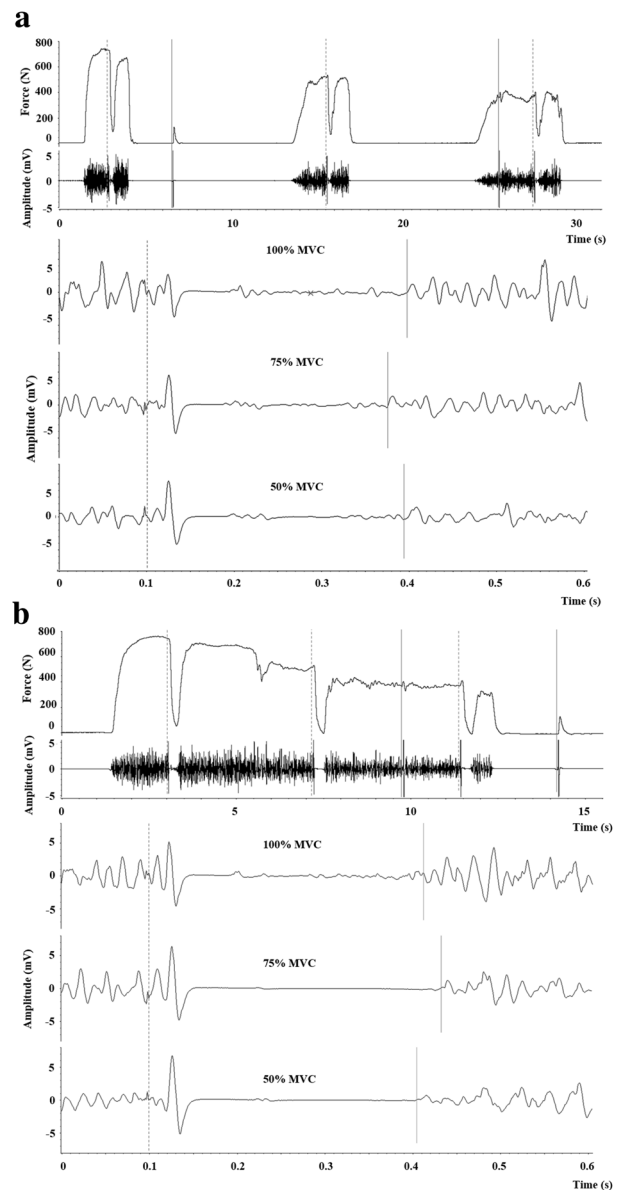 a
Force (N)
800
600
400
200
0
Amplitude (mV)
5
0
-5
0 10 20 30
Time (s)
Amplitude (mV)
100% MVC
5
0
-5
75% MVC
5
0
-5
50% MVC
5
0
-5
0 0.1 0.2 0.3 0.4 0.5 0.6
Time (s)
b
Force (N)
800
600
400
200
0
Amplitude (mV)
5
0
-5
0 5 10 15
Time (s)
Amplitude (mV)
100% MVC
5
0
-5
75% MVC
5
0
-5
50% MVC
5
0
-5
0 0.1 0.2 0.3 0.4 0.5 0.6
Time (s)